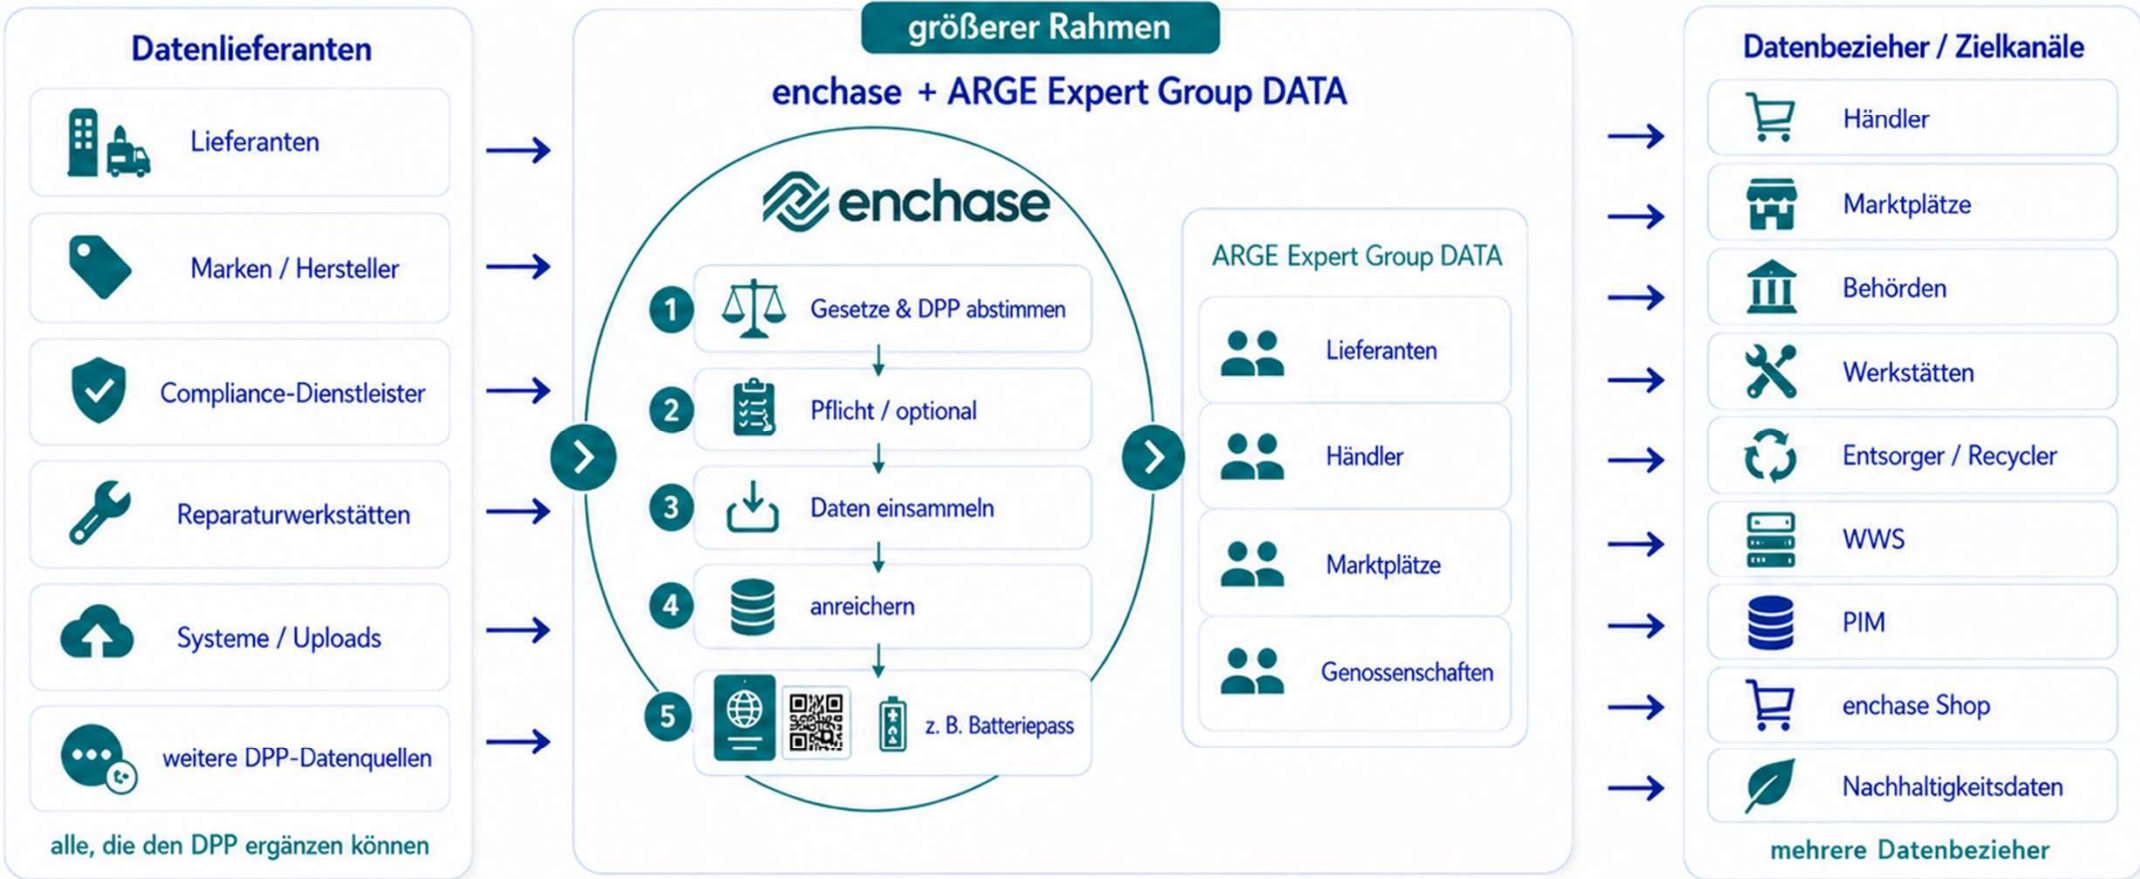 Datenlieferanten
Lieferanten
Marken / Hersteller
Compliance-Dienstleister
Reparaturwerkstätten
Systeme / Uploads
weitere DPP-Datenquellen
alle, die den DPP ergänzen können
größerer Rahmen
enchase + ARGE Expert Group DATA
enchase
1 Gesetze & DPP abstimmen
2 Pflicht / optional
3 Daten einsammeln
4 anreichern
5 z. B. Batteriepass
ARGE Expert Group DATA
Lieferanten
Händler
Marktplätze
Genossenschaften
Datenbezieher / Zielkanäle
Händler
Marktplätze
Behörden
Werkstätten
Entsorger / Recycler
WWS
PIM
enchase Shop
Nachhaltigkeitsdaten
mehrere Datenbezieher